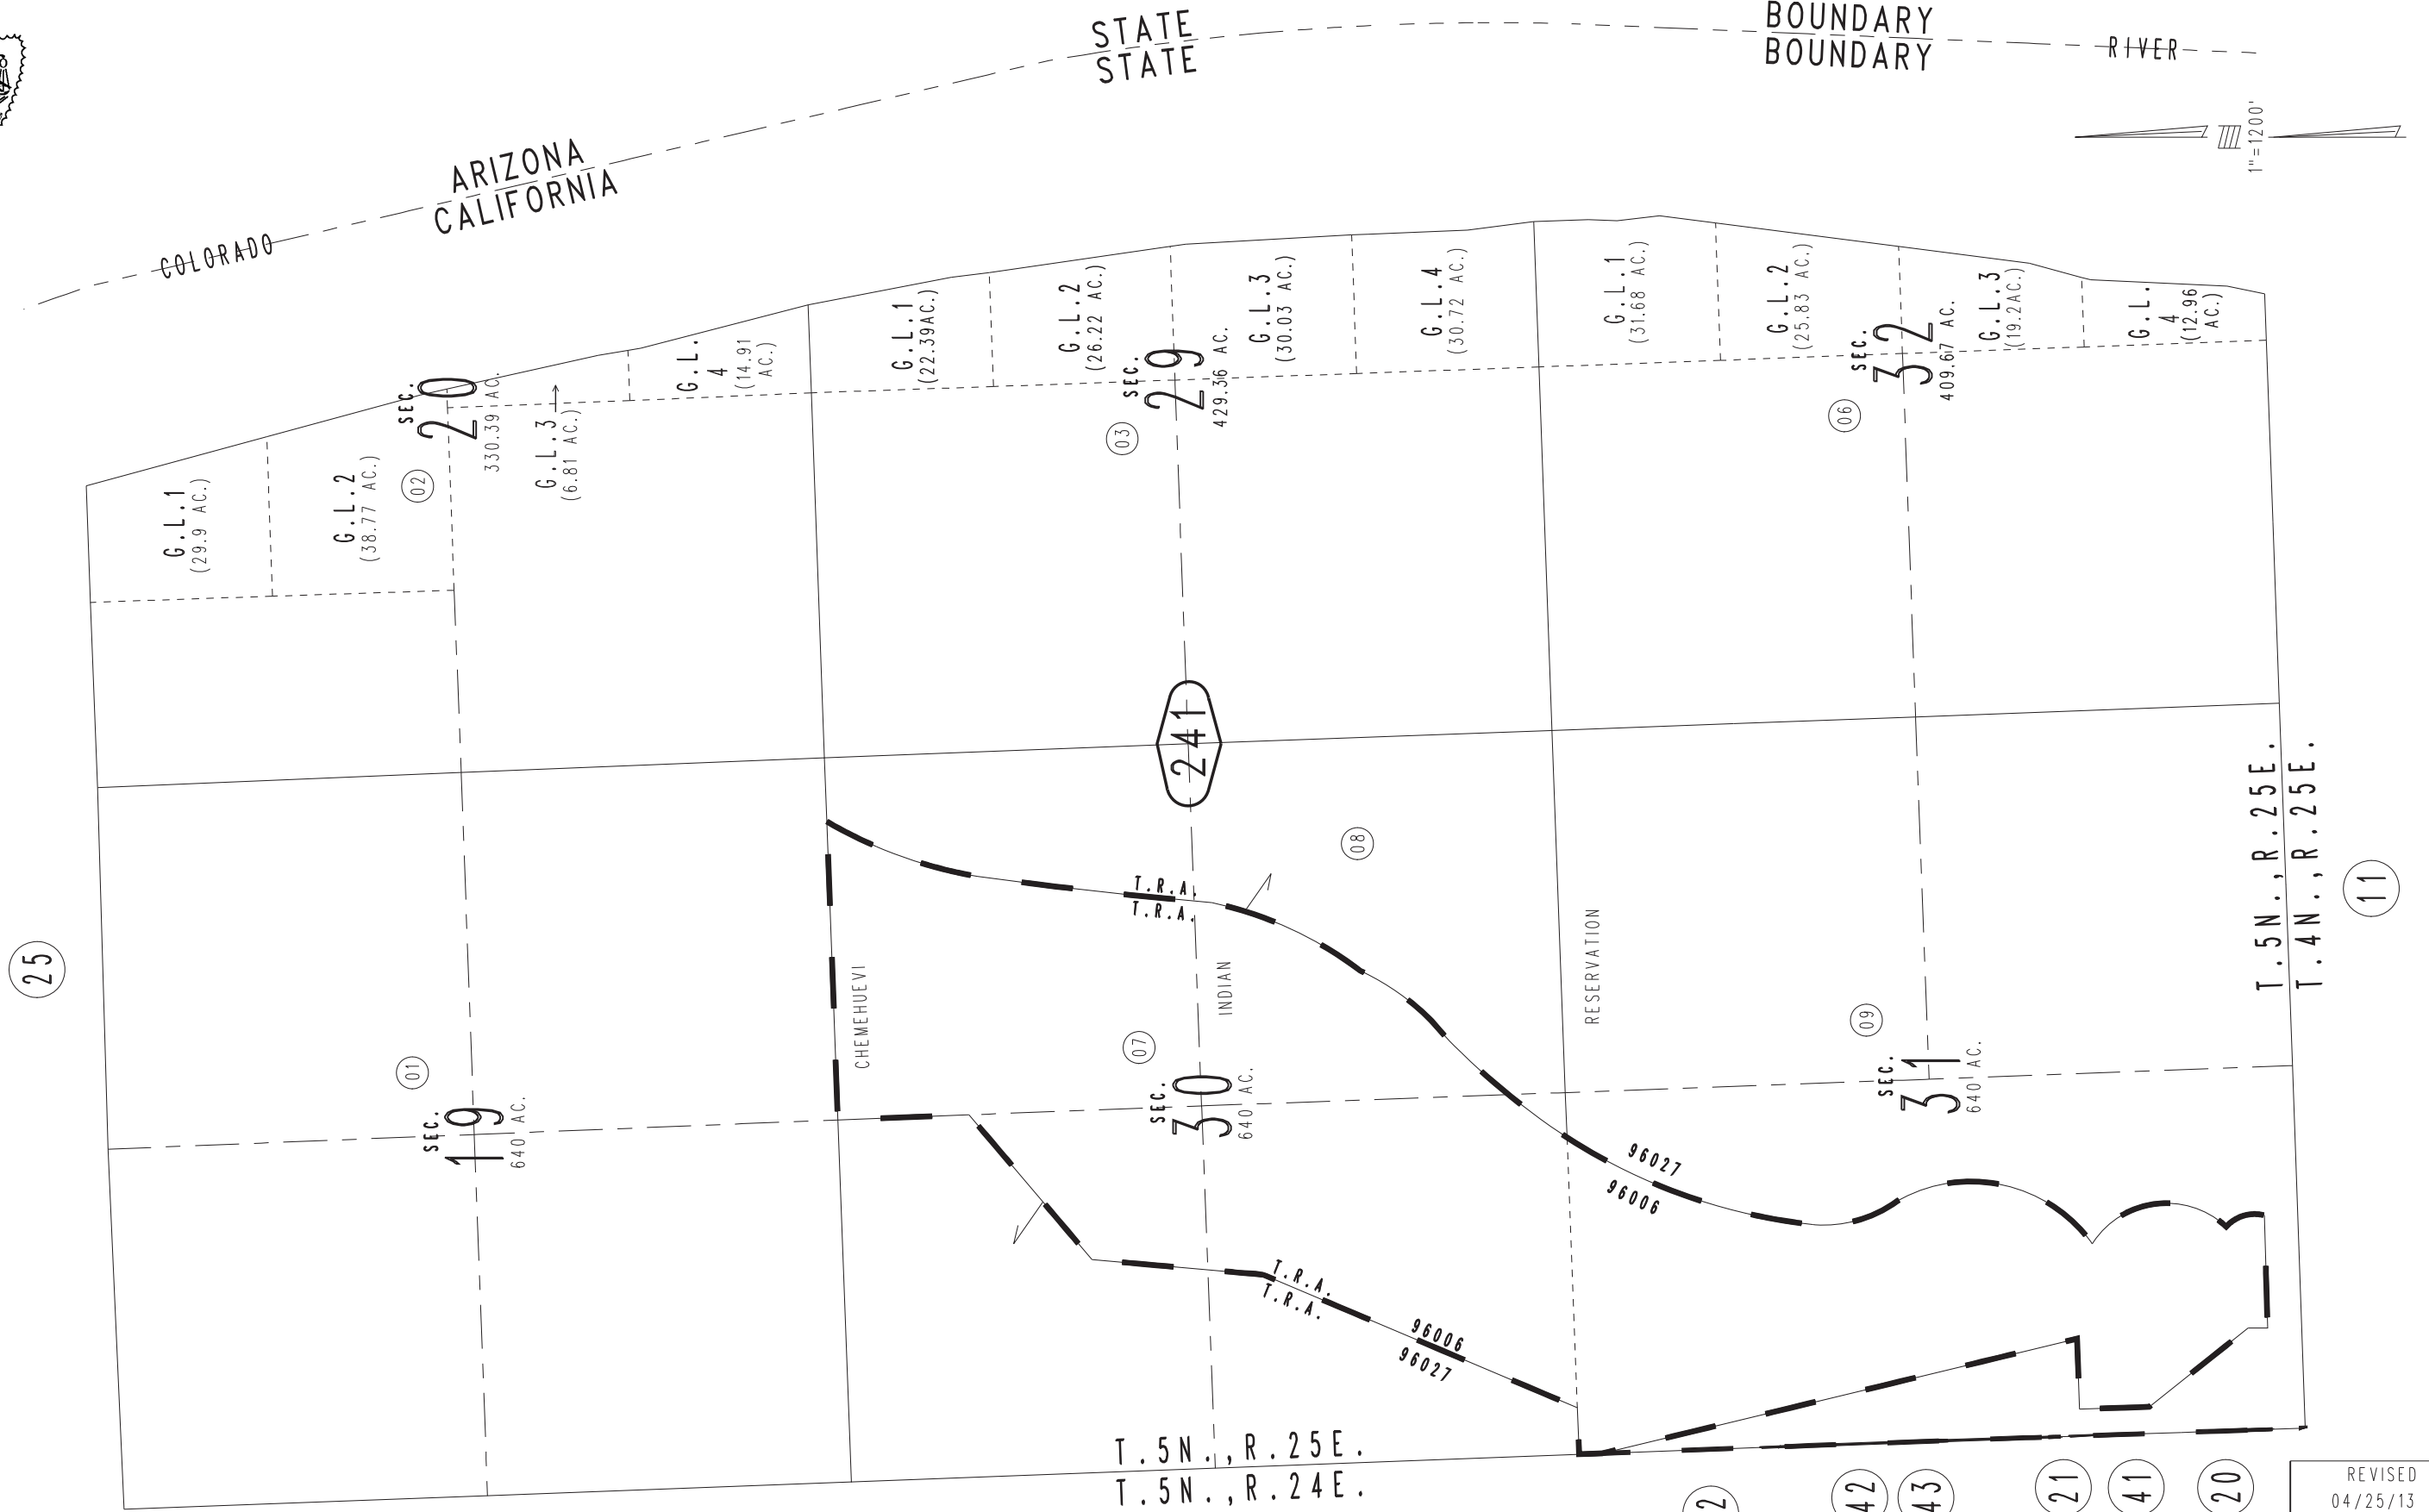 STATE
STATE
BOUNDARY
BOUNDARY
RIVER
1"=1200'
ARIZONA
CALIFORNIA
COLORADO
G.L.1
(29.9 AC.)
G.L.2
(38.77 AC.)
02
SEC.
20
330.39 AC.
G.L.3
(6.81 AC.)
G.L.
4
(14.91
AC.)
G.L.1
(22.39AC.)
G.L.2
(26.22 AC.)
03
SEC.
29
429.36 AC.
G.L.3
(30.03 AC.)
G.L.4
(30.72 AC.)
G.L.1
(31.68 AC.)
G.L.2
(25.83 AC.)
06
SEC.
32
409.67 AC.
G.L.3
(19.2AC.)
G.L.
4
(12.96
AC.)
241
25
01
SEC.
19
640 AC.
CHEMEHUEVI
INDIAN
RESERVATION
T.R.A.
T.R.A.
08
07
SEC.
30
640 AC.
09
SEC.
31
640 AC.
96027
96006
T.R.A.
T.R.A.
96006
96027
T.5N.,R.25E.
T.4N.,R.25E.
11
T.5N.,R.25E.
T.5N.,R.24E.
2
42
43
21
41
20
REVISED
04/25/13